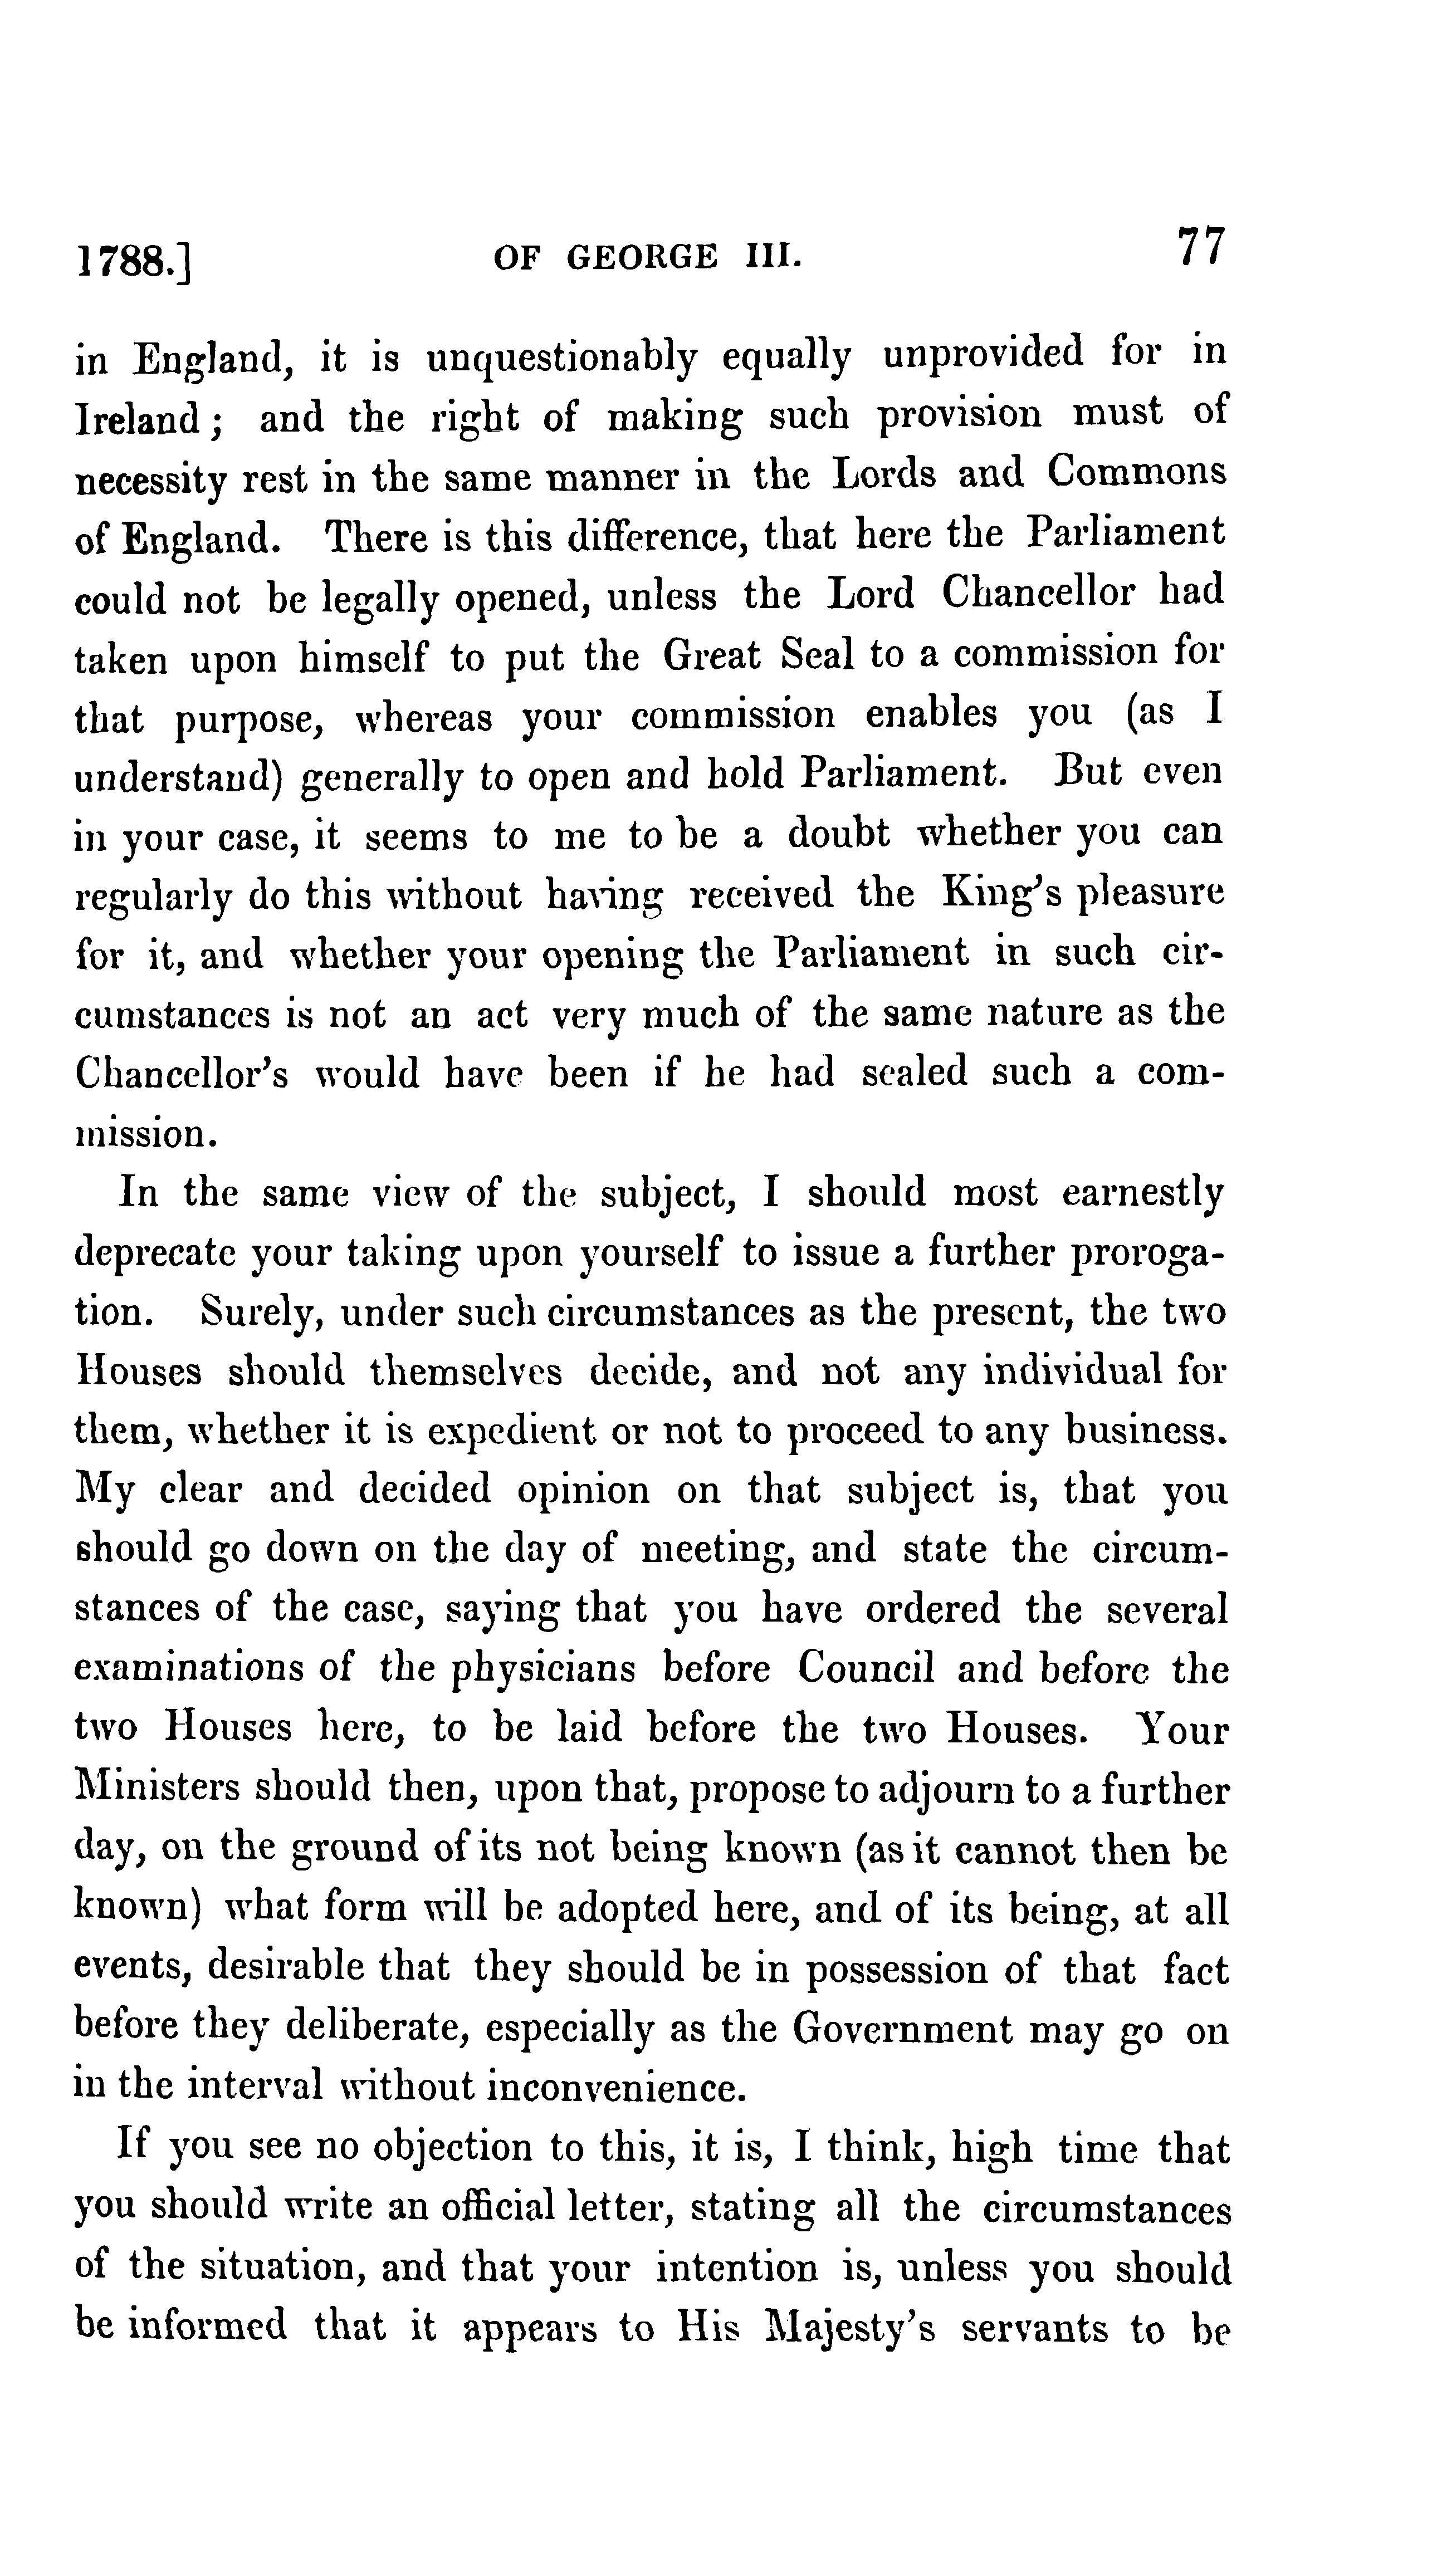 1788.] OF GEORGE III. 77
in England, it is unquestionably equally unprovided for in
Ireland; and the right of making such provision must of
necessity rest in the same manner in the Lords and Commons
of England. There is this difference, that here the Parliament
could not be legally opened, unless the Lord Chancellor had
taken upon himself to put the Great Seal to a commission for
that purpose, whereas your commission enables you (as I
understand) generally to open and hold Parliament. But even
in your case, it seems to me to be a doubt whether you can
regularly do this without having received the King's pleasure
for it, and whether your opening the Parliament in such cir-
cumstances is not an act very much of the same nature as the
Chancellor's would have been if he had sealed such a com-
mission.
In the same view of the subject, I should most earnestly
deprecate your taking upon yourself to issue a further proroga-
tion. Surely, under such circumstances as the present, the two
Houses should themselves decide, and not any individual for
them, whether it is expedient or not to proceed to any business.
My clear and decided opinion on that subject is, that you
should go down on the day of meeting, and state the circum-
stances of the case, saying that you have ordered the several
examinations of the physicians before Council and before the
two Houses here, to be laid before the two Houses. Your
Ministers should then, upon that, propose to adjourn to a further
day, on the ground of its not being known (as it cannot then be
known) what form will be adopted here, and of its being, at all
events, desirable that they should be in possession of that fact
before they deliberate, especially as the Government may go on
in the interval without inconvenience.
If you see no objection to this, it is, I think, high time that
you should write an official letter, stating all the circumstances
of the situation, and that your intention is, unless you should
be informed that it appears to His Majesty's servants to be